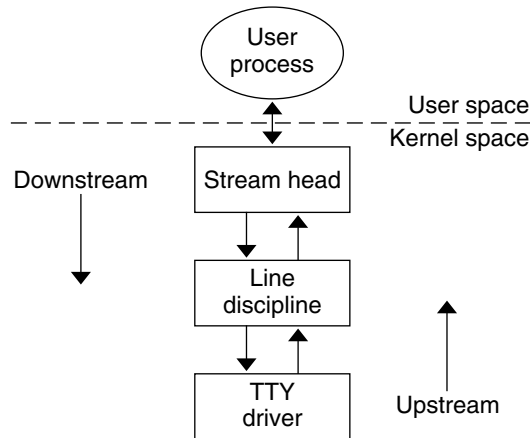 User
process
User space
Kernel space
Downstream
Stream head
Line
discipline
TTY
driver
Upstream